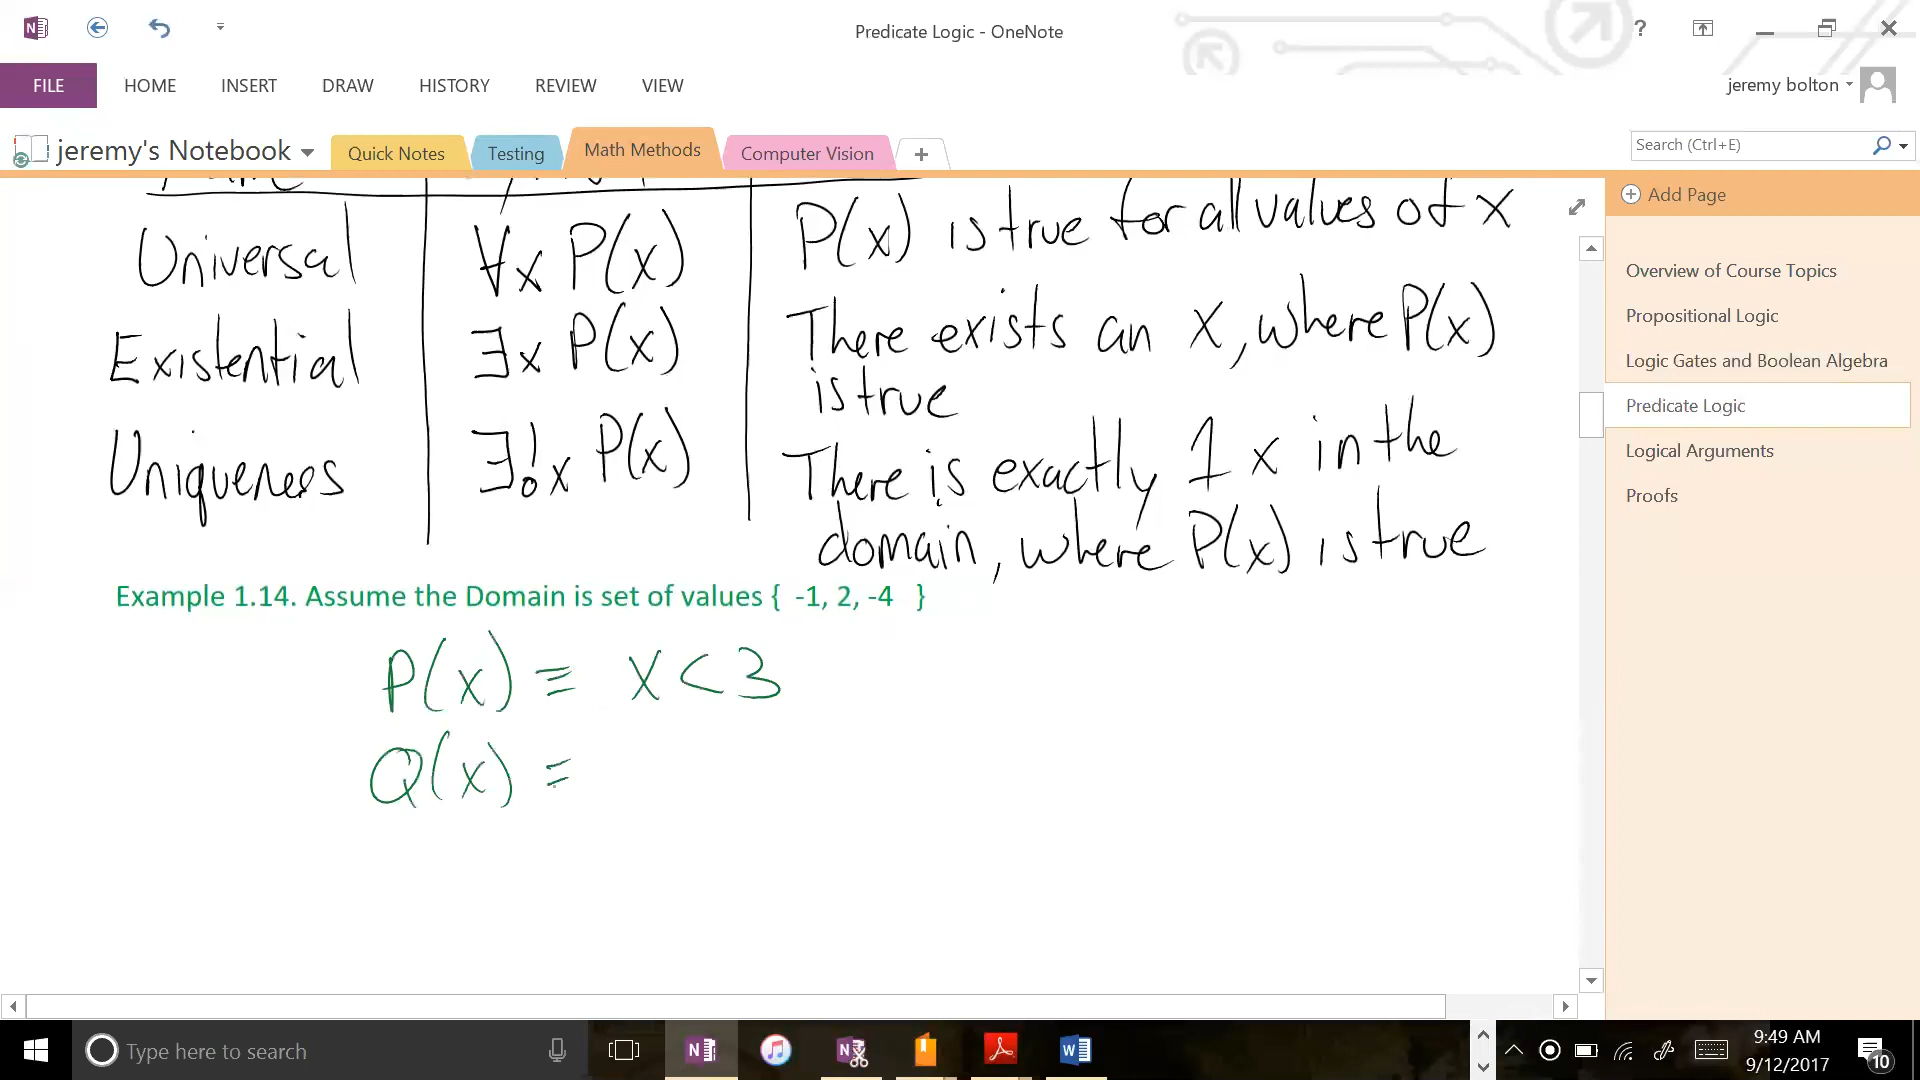 Predicate Logic - OneNote
?
FILE HOME INSERT DRAW HISTORY REVIEW VIEW
jeremy bolton
jeremy's Notebook Quick Notes Testing Math Methods Computer Vision +
Search (Ctrl+E)
Add Page
Overview of Course Topics
Propositional Logic
Logic Gates and Boolean Algebra
Predicate Logic
Logical Arguments
Proofs
Universal ∀x P(x) P(x) is true for all values of x
Existential ∃x P(x) There exists an x, where P(x)
is true
Uniqueness ∃!x P(x) There is exactly 1 x in the
domain, where P(x) is true
Example 1.14. Assume the Domain is set of values { -1, 2, -4 }
P(x) ≡ x < 3
Q(x) =
Type here to search
9:49 AM
9/12/2017
10